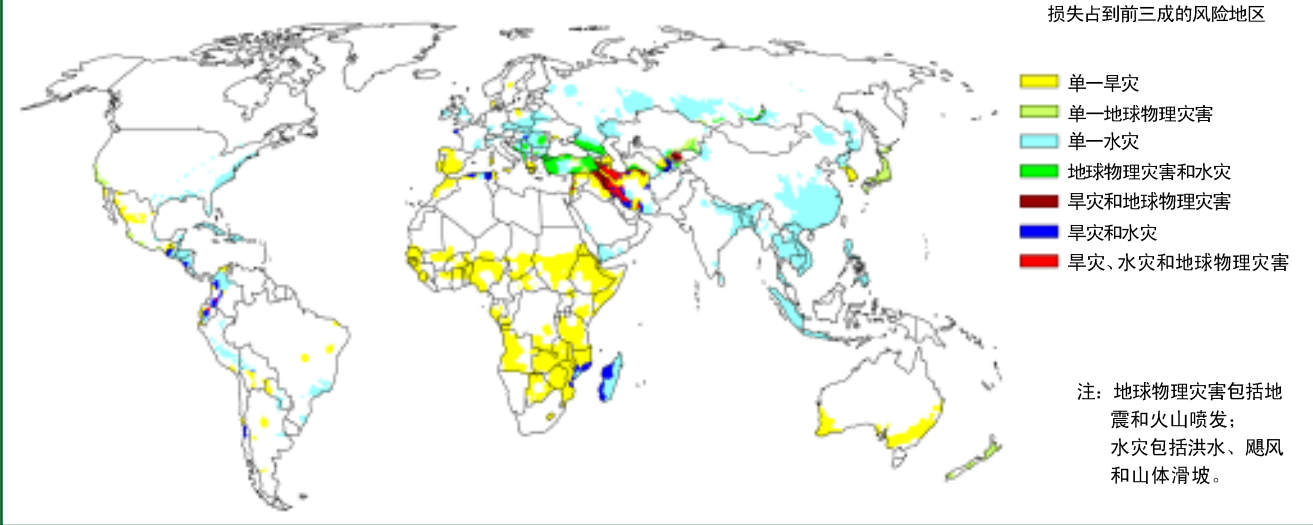 损失占到前三成的风险地区
单一旱灾
单一地球物理灾害
单一水灾
地球物理灾害和水灾
旱灾和地球物理灾害
旱灾和水灾
旱灾、水灾和地球物理灾害
注：地球物理灾害包括地
震和火山喷发；
水灾包括洪水、飓风
和山体滑坡。